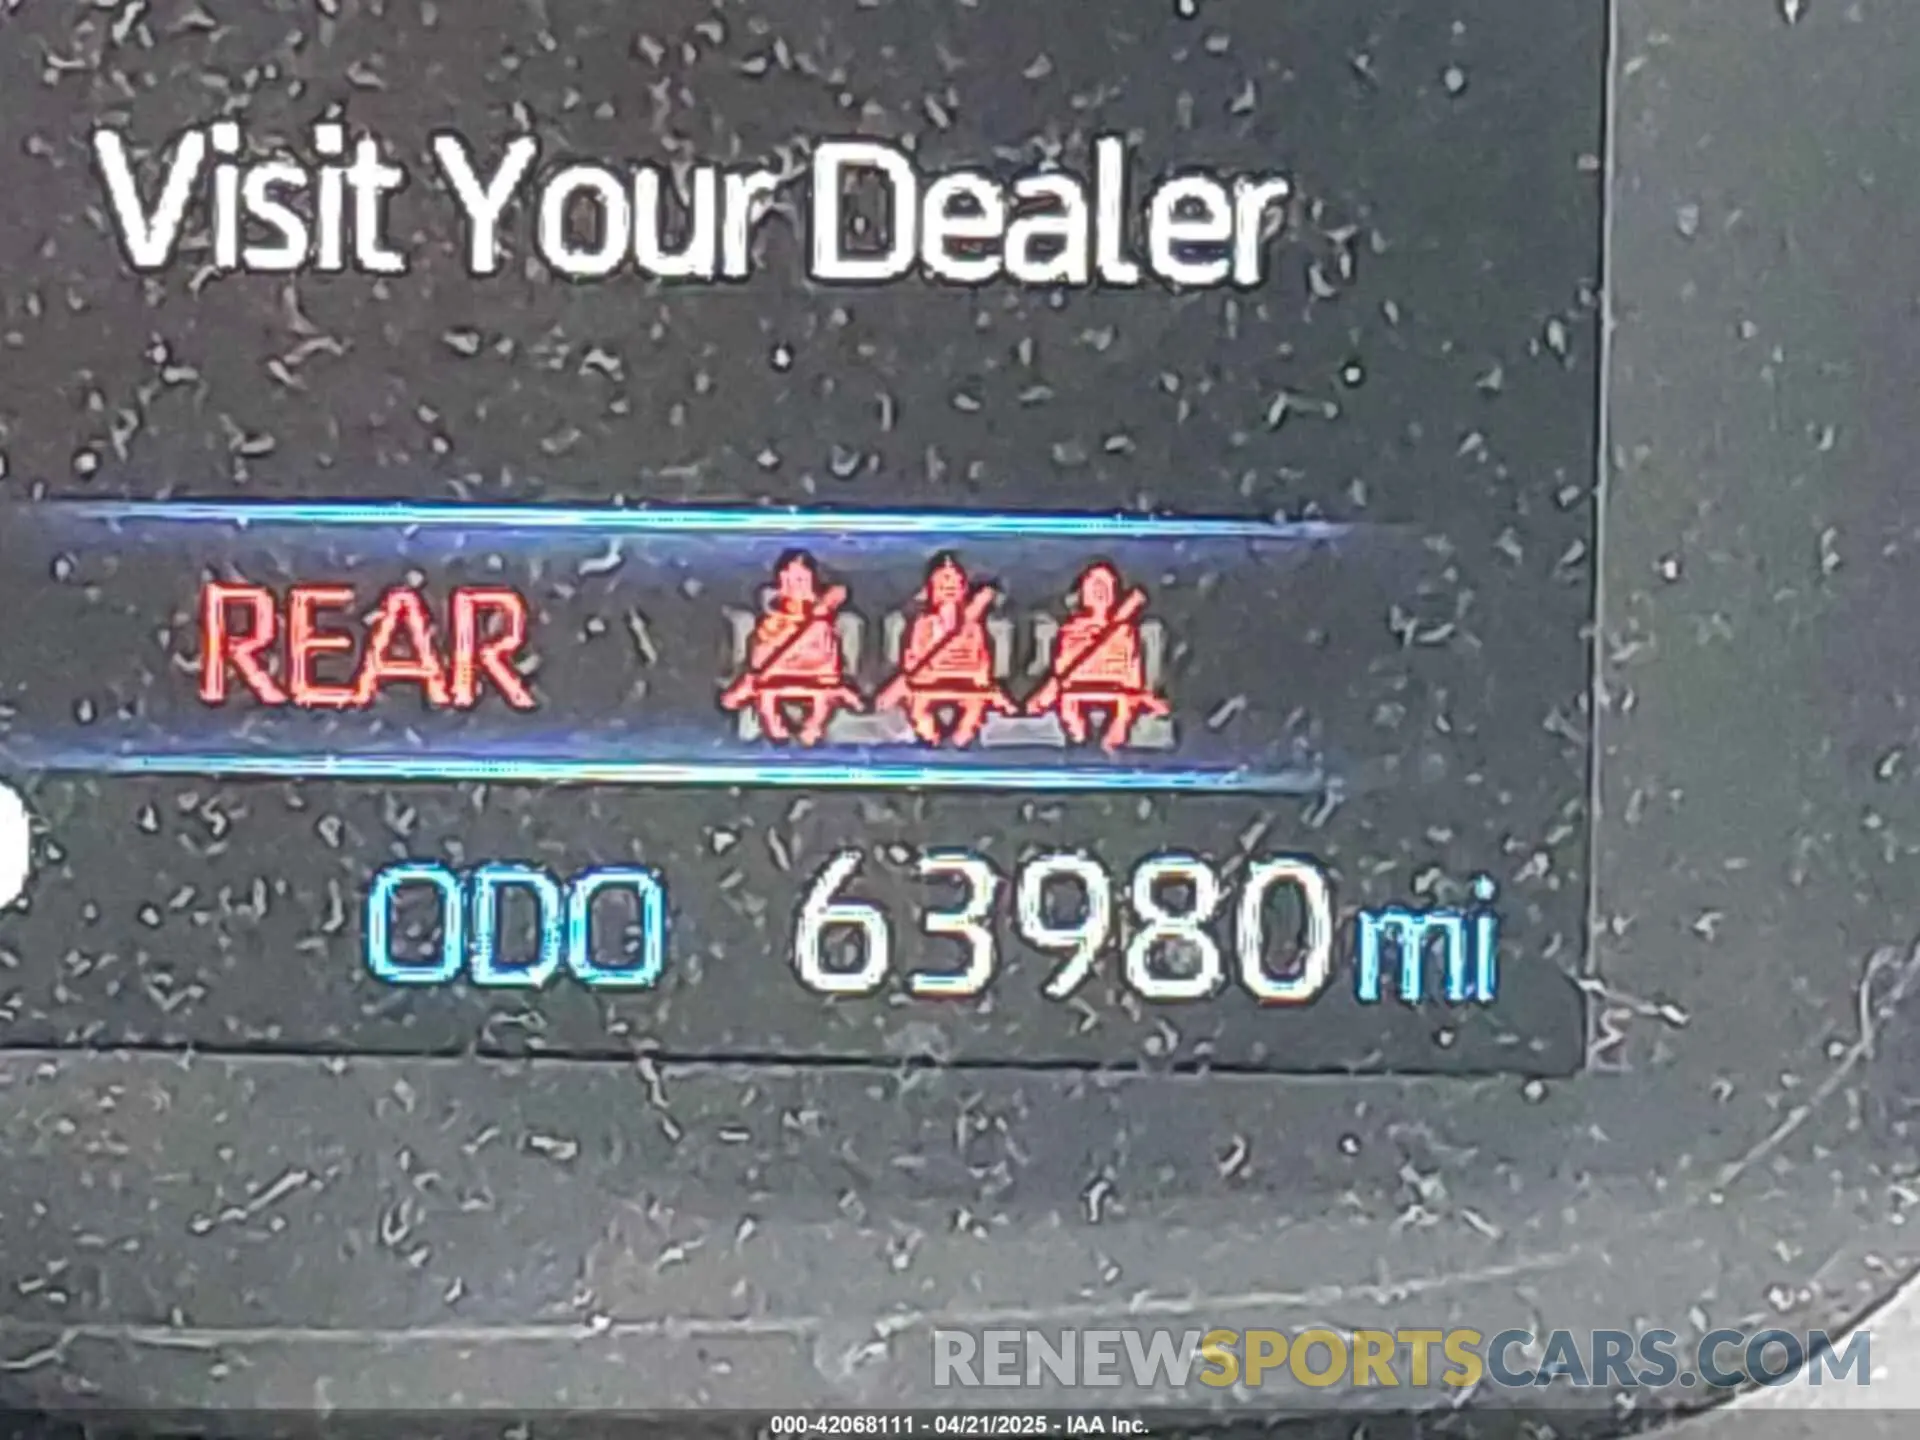 Visit Your Dealer
REAR
ODO 63980 mi
RENEWSPORTSCARS.COM
000-42068111 - 04/21/2025 - IAA Inc.